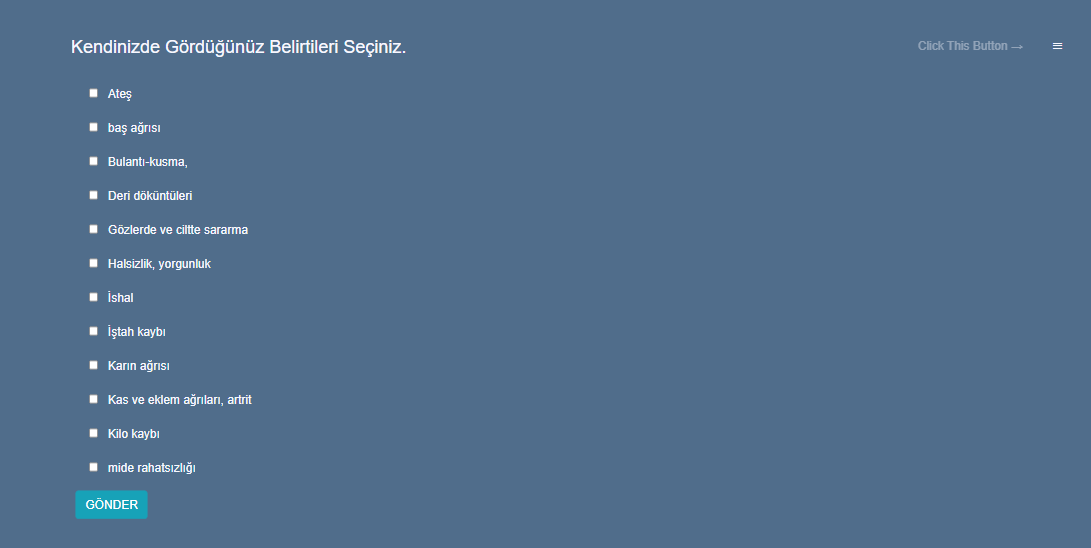 Kendinizde Gördüğünüz Belirtileri Seçiniz.
Click This Button →
Ateş
baş ağrısı
Bulantı-kusma,
Deri döküntüleri
Gözlerde ve ciltte sararma
Halsizlik, yorgunluk
İshal
İştah kaybı
Karın ağrısı
Kas ve eklem ağrıları, artrit
Kilo kaybı
mide rahatsızlığı
GÖNDER